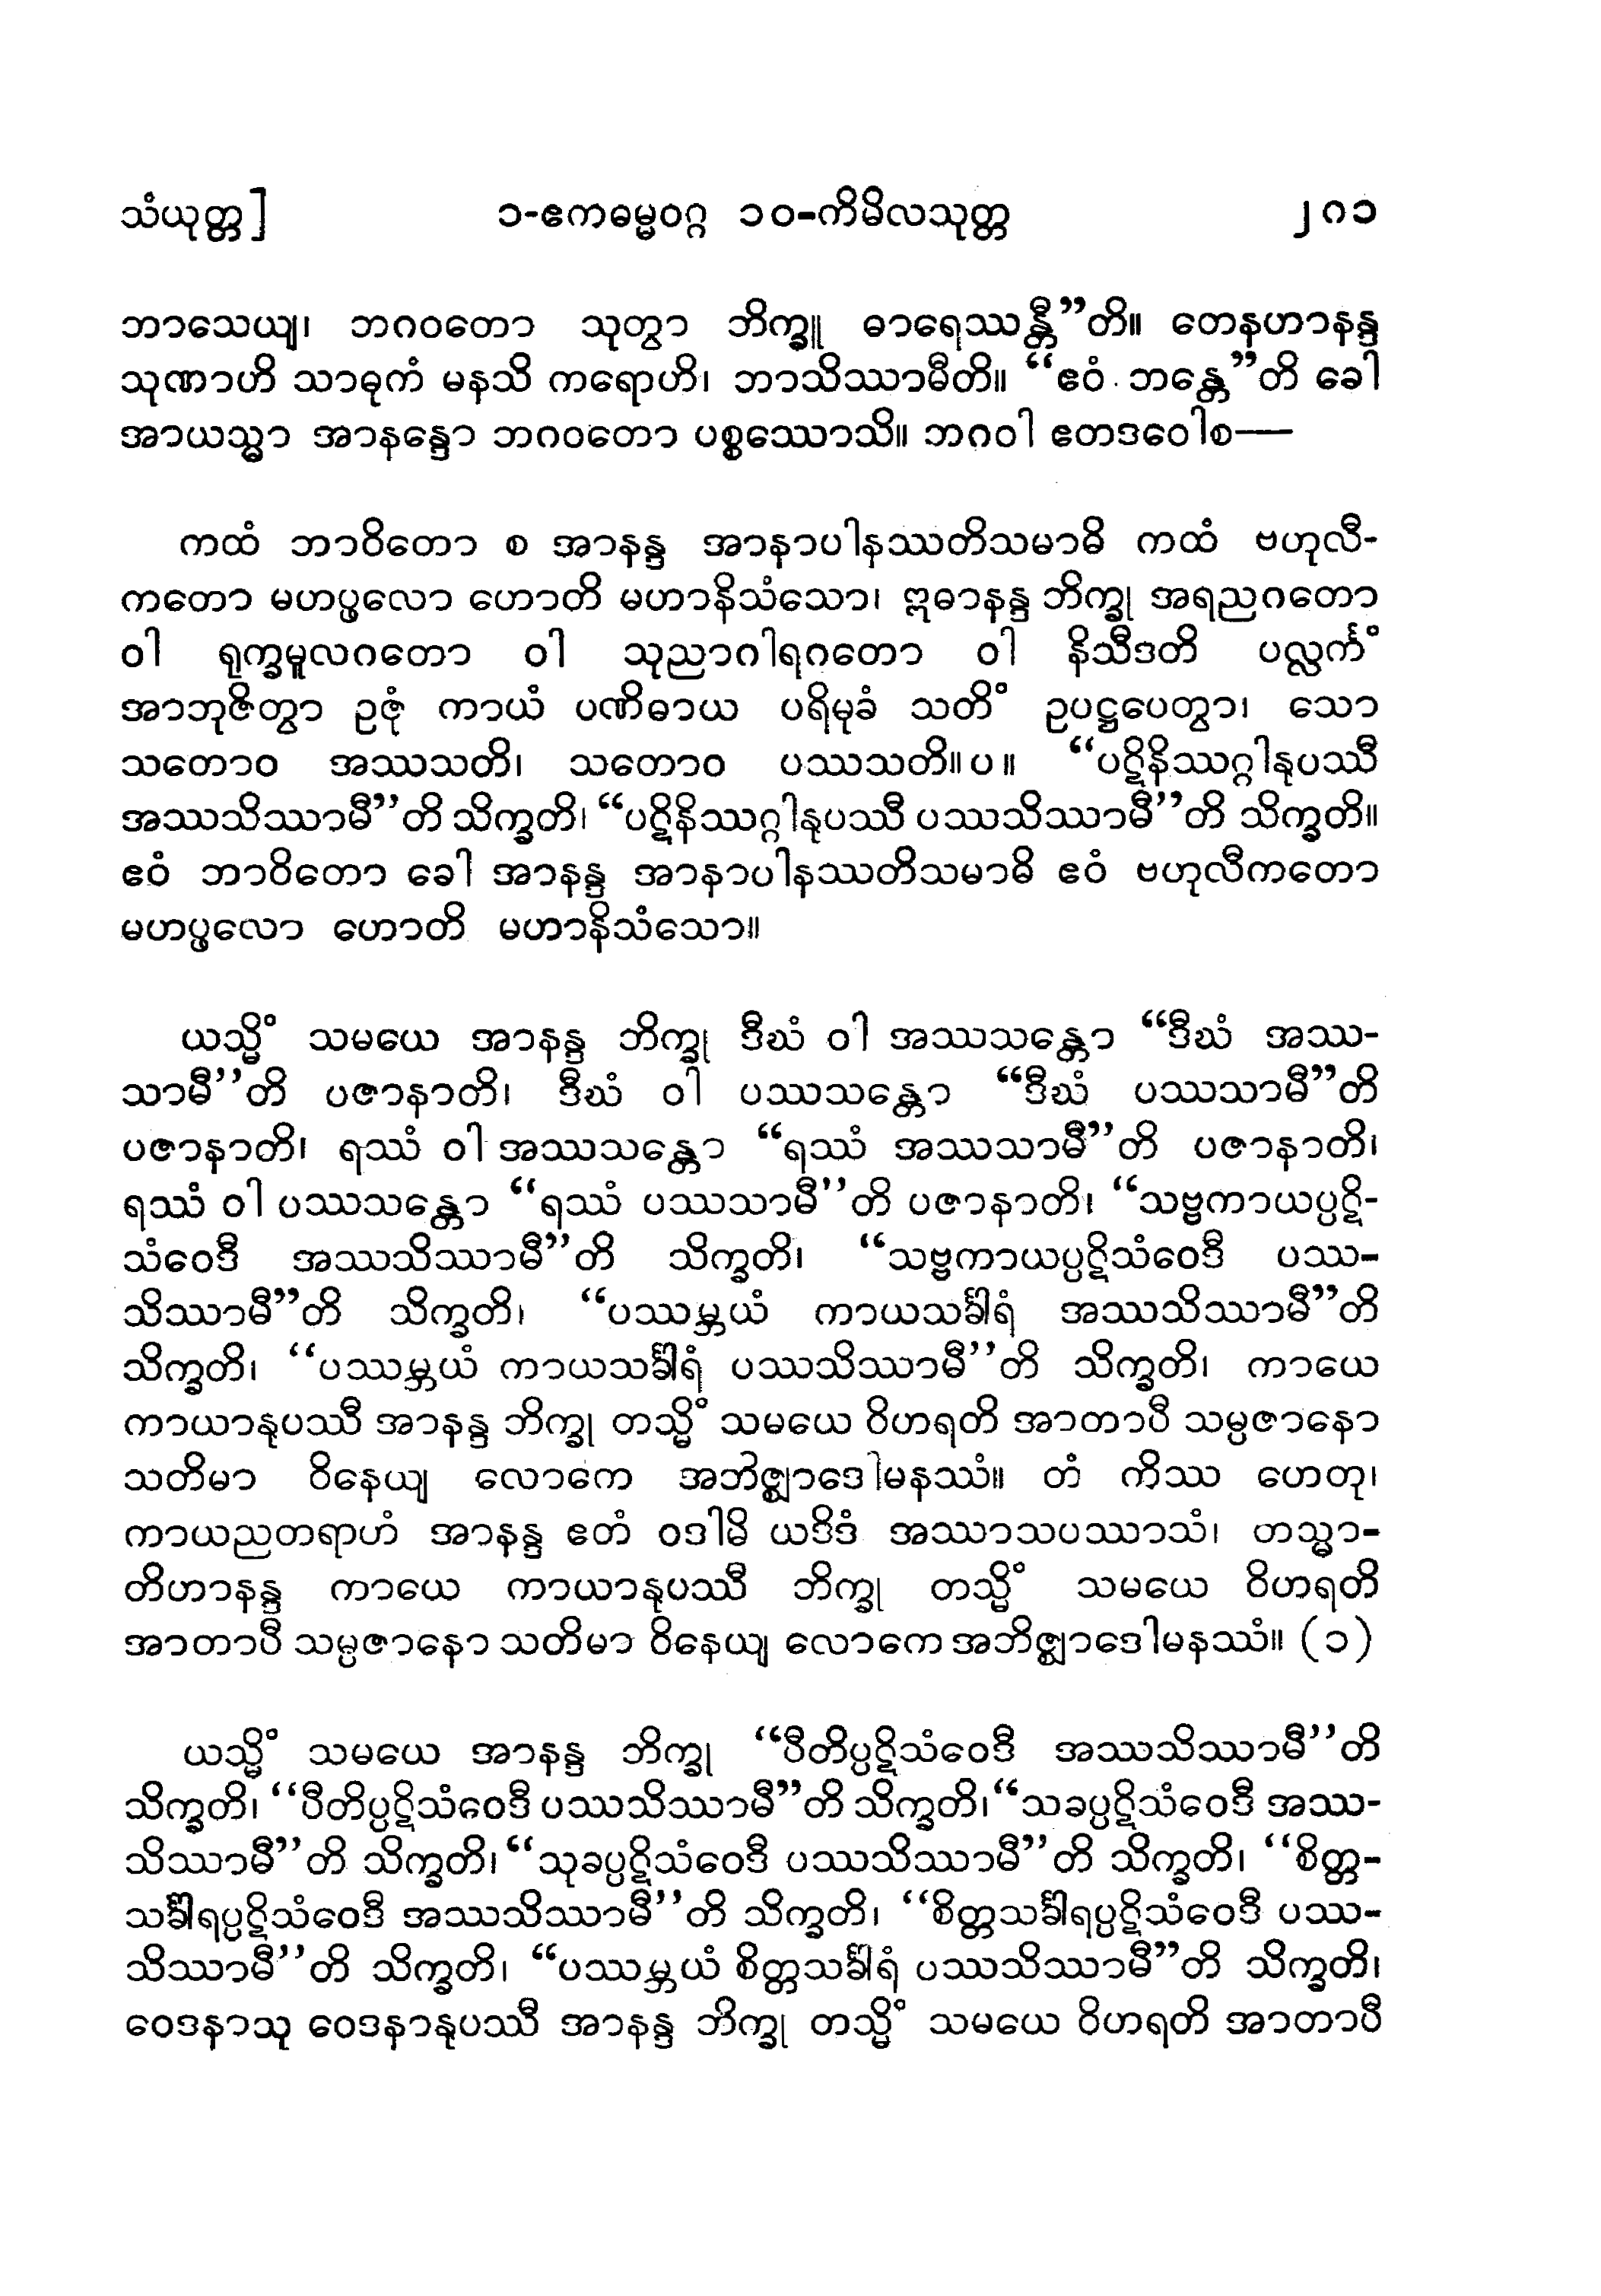 သံယုတ္တ] ၁-ဧကဓမ္မဝဂ္ဂ ၁၀-ကိမိလသုတ္တ ၂၈၁
ဘာသေယျ၊ ဘဂဝတော သုတွာ ဘိက္ခူ ဓာရေဿန္တီ”တိ။ တေနဟာနန္ဒ
သုဏာဟိ သာဓုကံ မနသိ ကရောဟိ၊ ဘာသိဿာမီတိ။ “ဧဝံ ဘန္တေ”တိ ခေါ
အာယသ္မာ အာနန္ဒော ဘဂဝတော ပစ္စဿောသိ။ ဘဂဝါ ဧတဒဝေါစ—
ကထံ ဘာဝိတော စ အာနန္ဒ အာနာပါနဿတိသမာဓိ ကထံ ဗဟုလီ-
ကတော မဟပ္ဖလော ဟောတိ မဟာနိသံသော၊ ဣဓာနန္ဒ ဘိက္ခု အရညဂတော
ဝါ ရုက္ခမူလဂတော ဝါ သုညာဂါရဂတော ဝါ နိသီဒတိ ပလ္လင်္ကံ
အာဘုဇိတွာ ဥဇုံ ကာယံ ပဏိဓာယ ပရိမုခံ သတိံ ဥပဋ္ဌပေတွာ၊ သော
သတောဝ အဿသတိ၊ သတောဝ ပဿသတိ။ပ။ “ပဋိနိဿဂ္ဂါနုပဿီ
အဿသိဿာမီ”တိ သိက္ခတိ၊ “ပဋိနိဿဂ္ဂါနုပဿီ ပဿသိဿာမီ”တိ သိက္ခတိ။
ဧဝံ ဘာဝိတော ခေါ အာနန္ဒ အာနာပါနဿတိသမာဓိ ဧဝံ ဗဟုလီကတော
မဟပ္ဖလော ဟောတိ မဟာနိသံသော။
ယသ္မိံ သမယေ အာနန္ဒ ဘိက္ခု ဒီဃံ ဝါ အဿသန္တော “ဒီဃံ အဿ-
သာမီ”တိ ပဇာနာတိ၊ ဒီဃံ ဝါ ပဿသန္တော “ဒီဃံ ပဿသာမီ”တိ
ပဇာနာတိ၊ ရဿံ ဝါ အဿသန္တော “ရဿံ အဿသာမီ”တိ ပဇာနာတိ၊
ရဿံ ဝါ ပဿသန္တော “ရဿံ ပဿသာမီ”တိ ပဇာနာတိ၊ “သဗ္ဗကာယပ္ပဋိ-
သံဝေဒီ အဿသိဿာမီ”တိ သိက္ခတိ၊ “သဗ္ဗကာယပ္ပဋိသံဝေဒီ ပဿ-
သိဿာမီ”တိ သိက္ခတိ၊ “ပဿမ္ဘယံ ကာယသင်္ခါရံ အဿသိဿာမီ”တိ
သိက္ခတိ၊ “ပဿမ္ဘယံ ကာယသင်္ခါရံ ပဿသိဿာမီ”တိ သိက္ခတိ၊ ကာယေ
ကာယာနုပဿီ အာနန္ဒ ဘိက္ခု တသ္မိံ သမယေ ဝိဟရတိ အာတာပီ သမ္ပဇာနော
သတိမာ ဝိနေယျ လောကေ အဘိဇ္ဈာဒေါမနဿံ။ တံ ကိဿ ဟေတု၊
ကာယညတရာဟံ အာနန္ဒ ဧတံ ဝဒါမိ ယဒိဒံ အဿာသပဿာသံ၊ တသ္မာ-
တိဟာနန္ဒ ကာယေ ကာယာနုပဿီ ဘိက္ခု တသ္မိံ သမယေ ဝိဟရတိ
အာတာပီ သမ္ပဇာနော သတိမာ ဝိနေယျ လောကေ အဘိဇ္ဈာဒေါမနဿံ။ (၁)
ယသ္မိံ သမယေ အာနန္ဒ ဘိက္ခု “ပီတိပ္ပဋိသံဝေဒီ အဿသိဿာမီ”တိ
သိက္ခတိ၊ “ပီတိပ္ပဋိသံဝေဒီ ပဿသိဿာမီ”တိ သိက္ခတိ၊ “သခပ္ပဋိသံဝေဒီ အဿ-
သိဿာမီ”တိ သိက္ခတိ၊ “သုခပ္ပဋိသံဝေဒီ ပဿသိဿာမီ”တိ သိက္ခတိ၊ “စိတ္တ-
သင်္ခါရပ္ပဋိသံဝေဒီ အဿသိဿာမီ”တိ သိက္ခတိ၊ “စိတ္တသင်္ခါရပ္ပဋိသံဝေဒီ ပဿ-
သိဿာမီ”တိ သိက္ခတိ၊ “ပဿမ္ဘယံ စိတ္တသင်္ခါရံ ပဿသိဿာမီ”တိ သိက္ခတိ၊
ဝေဒနာသူ ဝေဒနာနုပဿီ အာနန္ဒ ဘိက္ခု တသ္မိံ သမယေ ဝိဟရတိ အာတာပီ